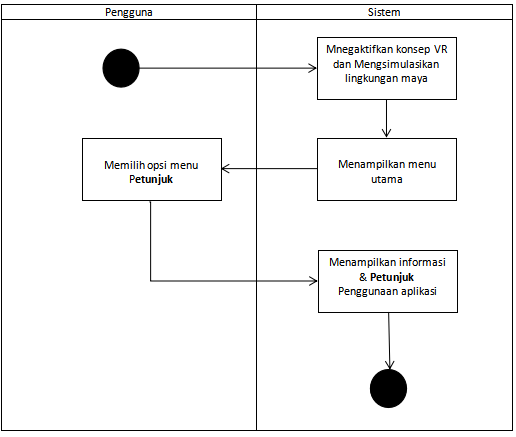 Pengguna
Sistem
Mnegaktifkan konsep VR
dan Mengsimulasikan
lingkungan maya
Memilih opsi menu
Petunjuk
Menampilkan menu
utama
Menampilkan informasi
& Petunjuk
Penggunaan aplikasi